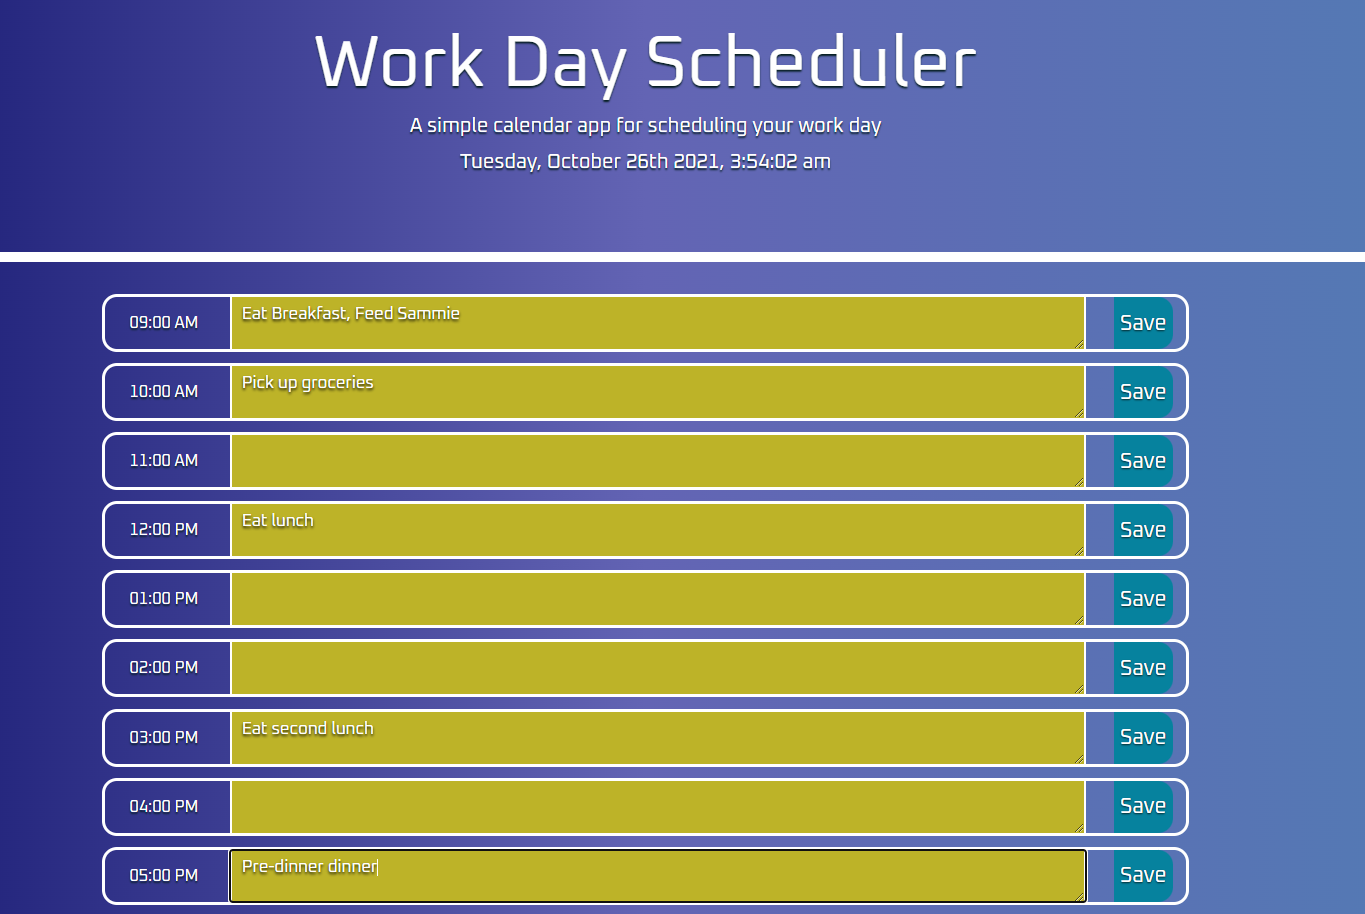 Work Day Scheduler
A simple calendar app for scheduling your work day
Tuesday, October 26th 2021, 3:54:02 am
09:00 AM Eat Breakfast, Feed Sammie Save
10:00 AM Pick up groceries Save
11:00 AM Save
12:00 PM Eat lunch Save
01:00 PM Save
02:00 PM Save
03:00 PM Eat second lunch Save
04:00 PM Save
05:00 PM Pre-dinner dinner Save